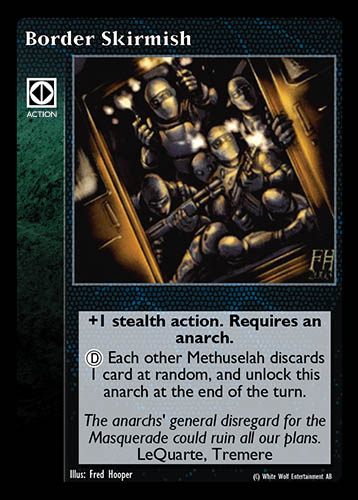 Border Skirmish
ACTION
FH
+1 stealth action. Requires an
anarch.
Ⓓ Each other Methuselah discards
1 card at random, and unlock this
anarch at the end of the turn.
The anarchs' general disregard for the
Masquerade could ruin all our plans.
LeQuarte, Tremere
Illus: Fred Hooper
(C) White Wolf Entertainment AB